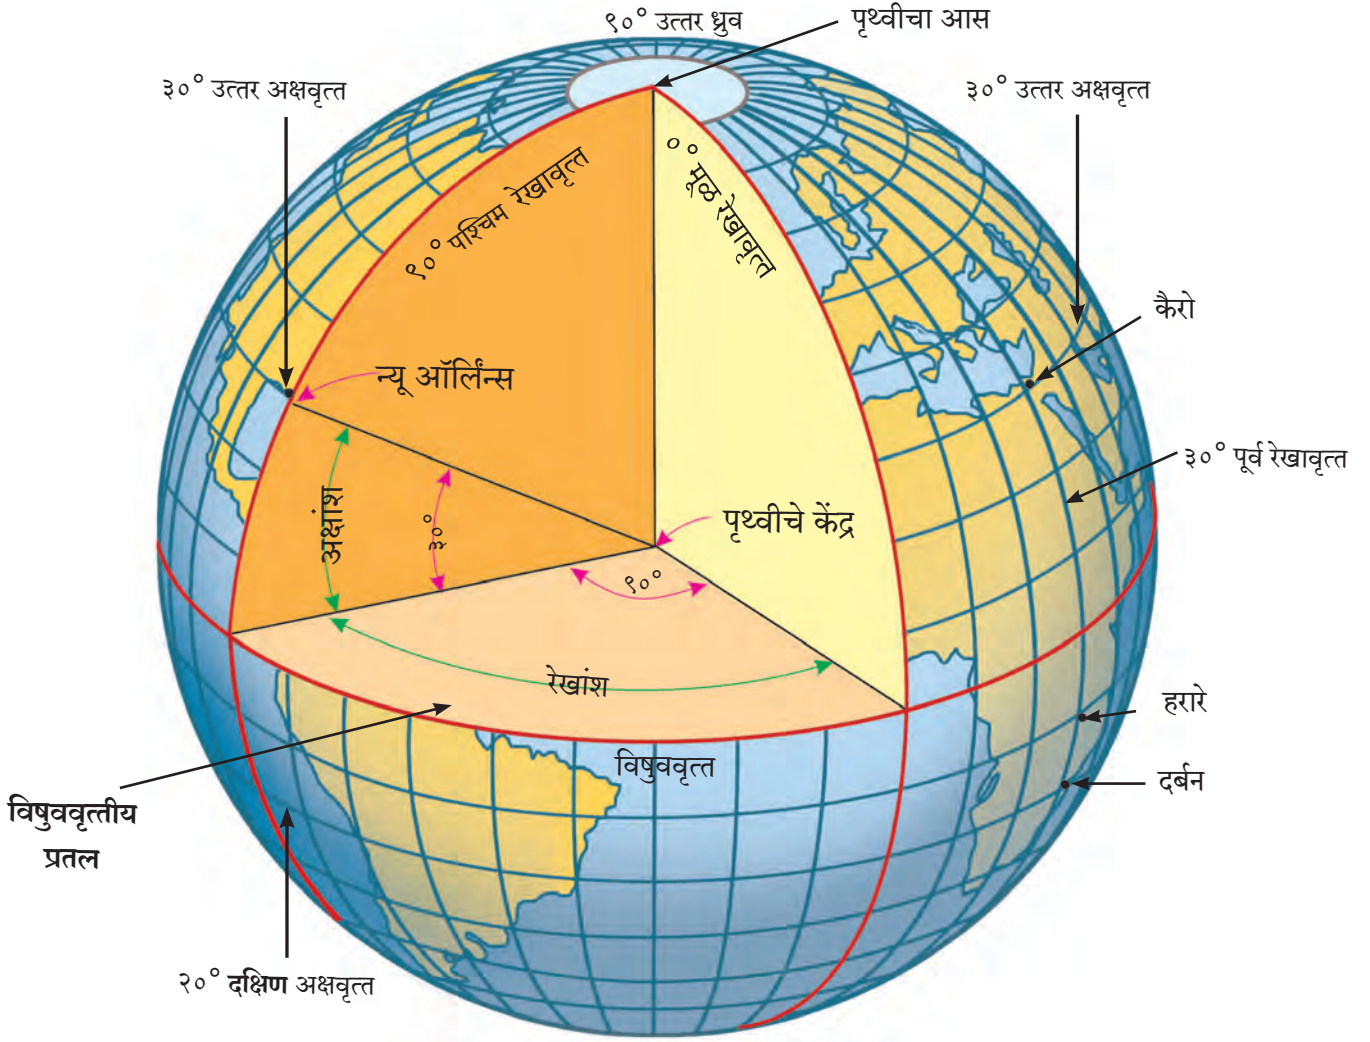 ९०° उत्तर ध्रुव
पृथ्वीचा आस
३०° उत्तर अक्षवृत्त
३०° उत्तर अक्षवृत्त
९०° पश्चिम रेखावृत्त
०° मूळ रेखावृत्त
कैरो
न्यू ऑर्लिन्स
३०° पूर्व रेखावृत्त
अक्षांश
३०°
पृथ्वीचे केंद्र
९०°
रेखांश
हरारे
विषुववृत्त
दर्बन
विषुववृत्तीय
प्रतल
२०° दक्षिण अक्षवृत्त